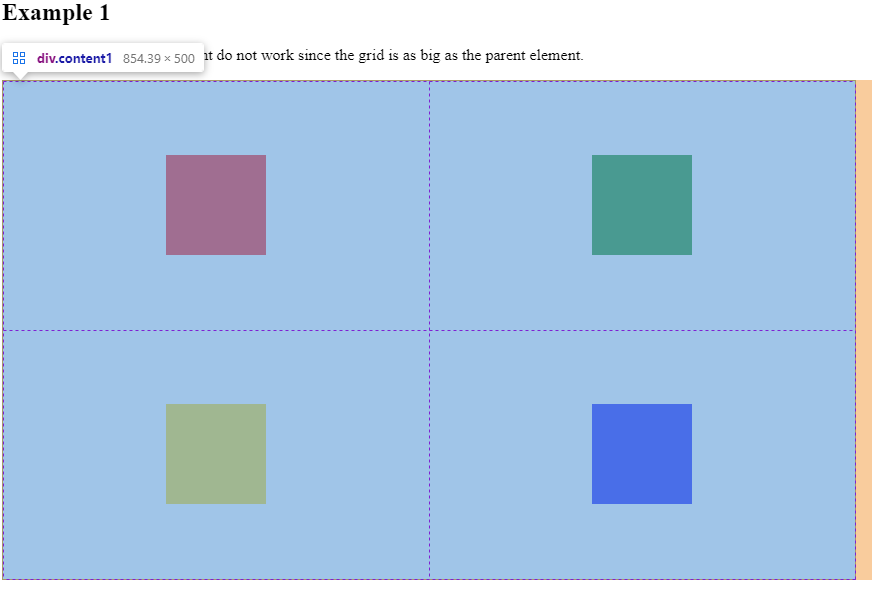 Example 1
nt do not work since the grid is as big as the parent element.
div.content1 854.39 × 500